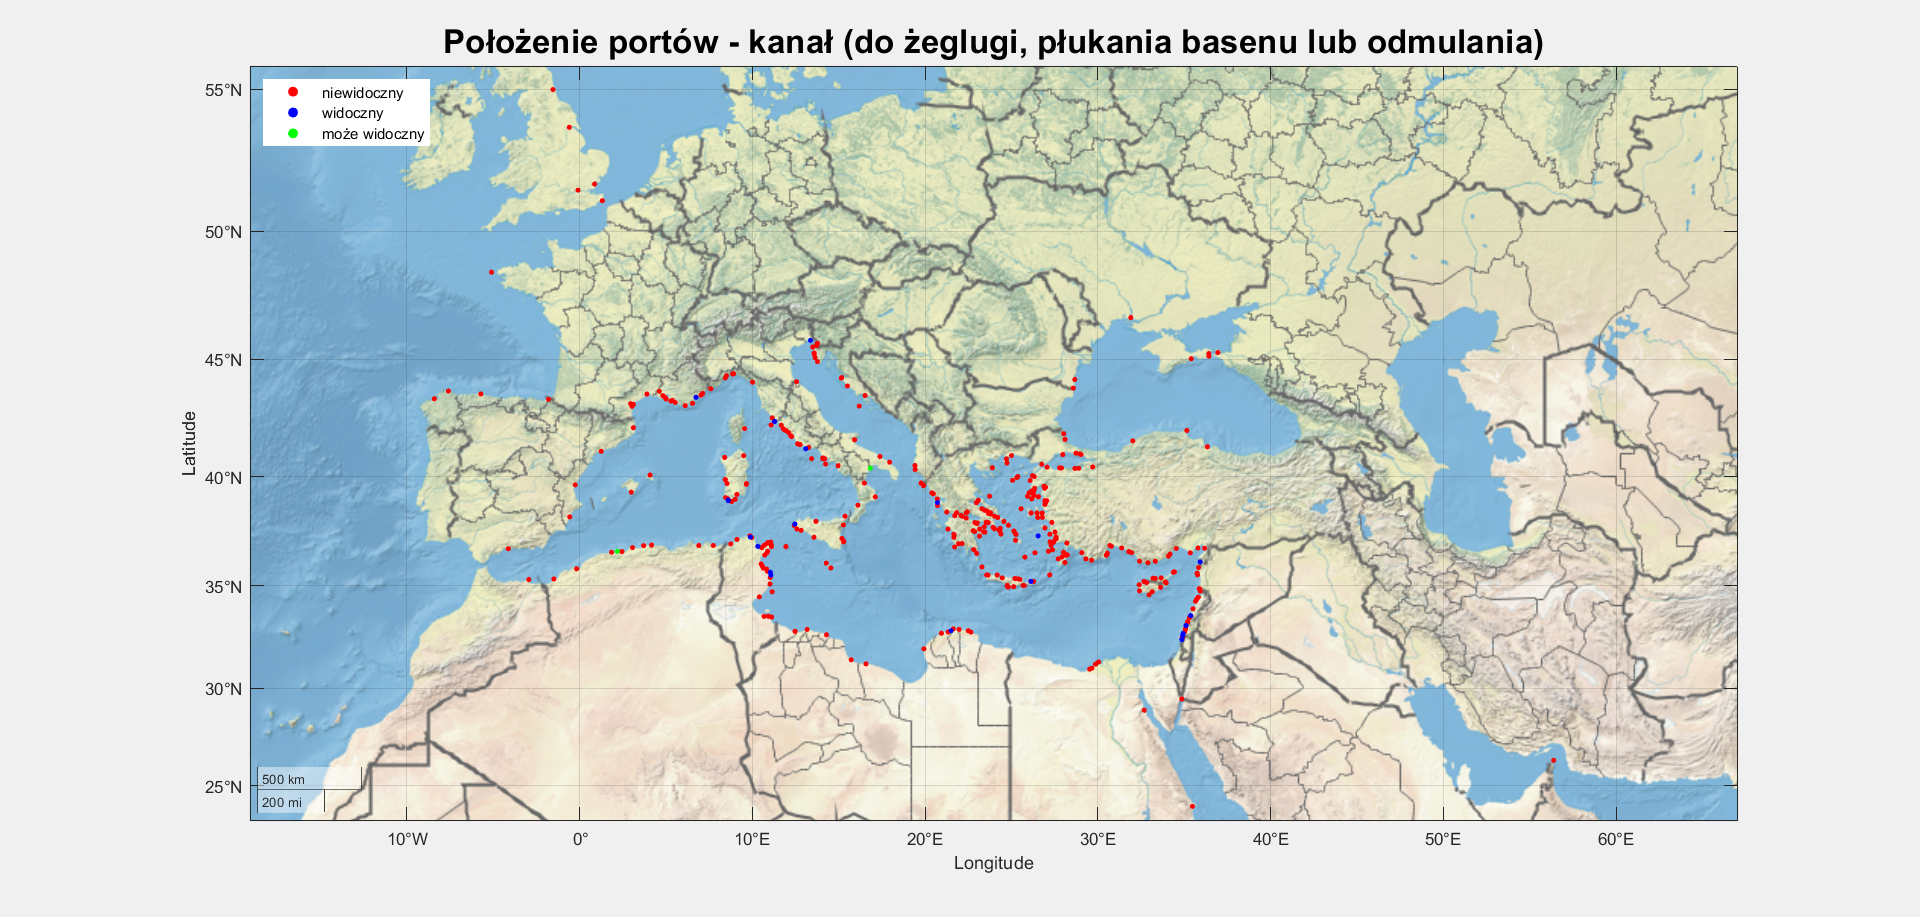 Położenie portów - kanał (do żeglugi, płukania basenu lub odmulania)
niewidoczny
widoczny
może widoczny
55°N
50°N
45°N
40°N
35°N
30°N
25°N
Latitude
500 km
200 mi
10°W
0°
10°E
20°E
30°E
40°E
50°E
60°E
Longitude